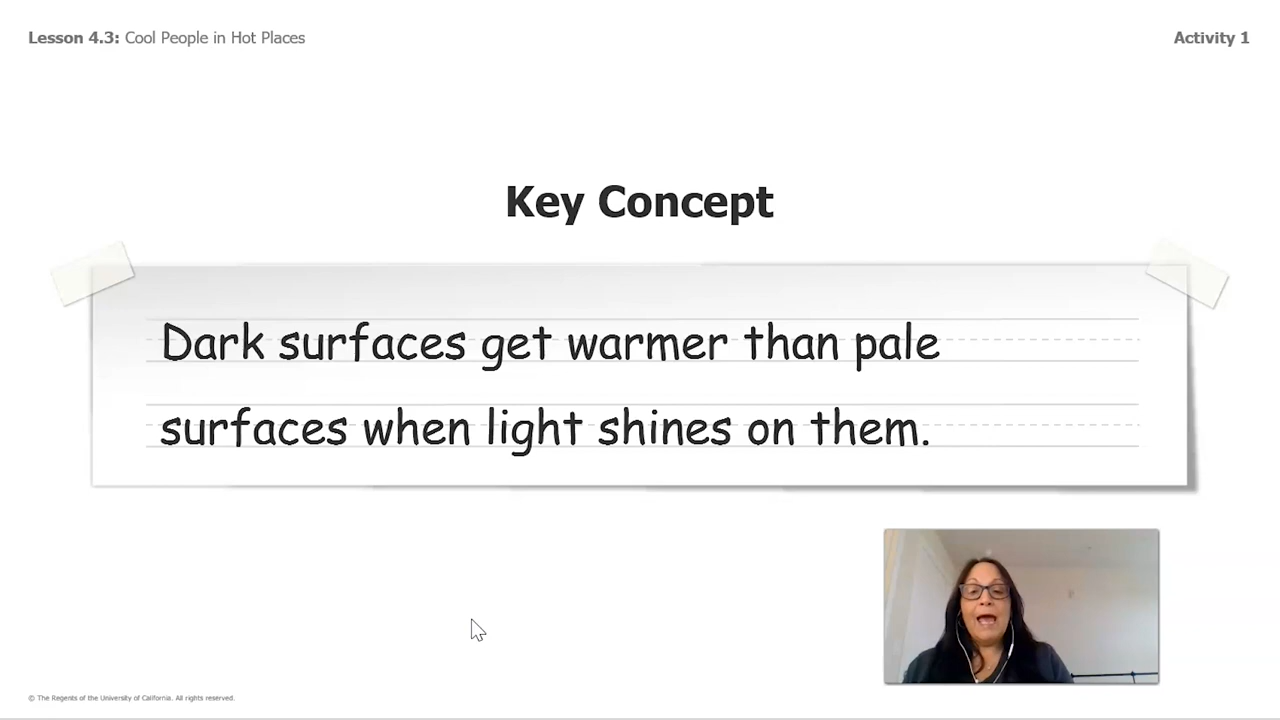 Lesson 4.3: Cool People in Hot Places
Activity 1
Key Concept
Dark surfaces get warmer than pale
surfaces when light shines on them.
© The Regents of the University of California. All rights reserved.